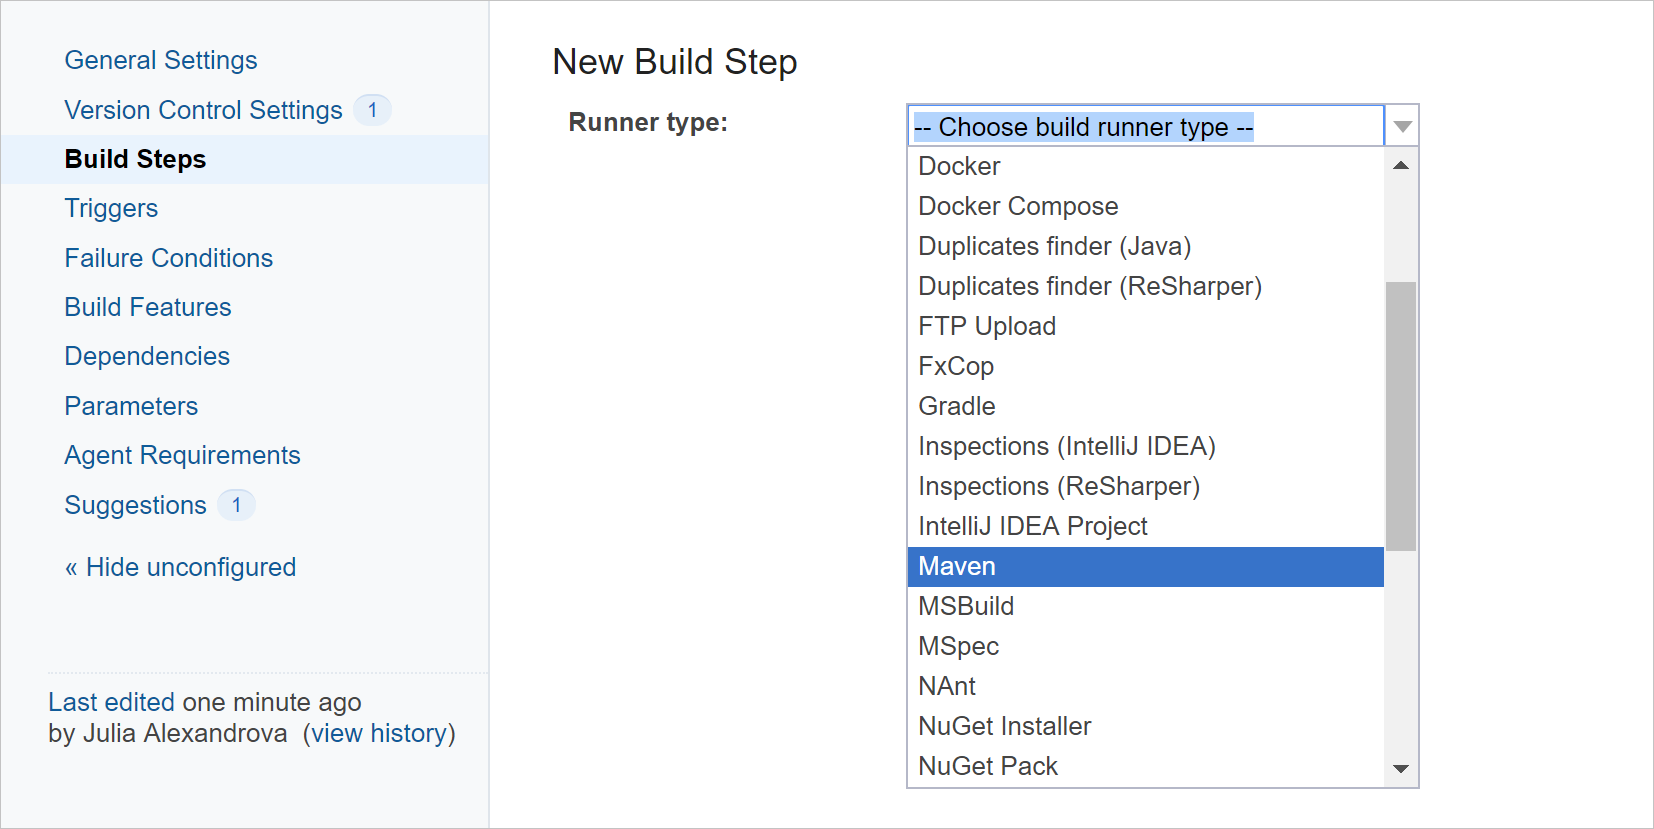 General Settings
Version Control Settings 1
Build Steps
Triggers
Failure Conditions
Build Features
Dependencies
Parameters
Agent Requirements
Suggestions 1
« Hide unconfigured
Last edited one minute ago
by Julia Alexandrova (view history)
New Build Step
Runner type:
-- Choose build runner type --
Docker
Docker Compose
Duplicates finder (Java)
Duplicates finder (ReSharper)
FTP Upload
FxCop
Gradle
Inspections (IntelliJ IDEA)
Inspections (ReSharper)
IntelliJ IDEA Project
Maven
MSBuild
MSpec
NAnt
NuGet Installer
NuGet Pack